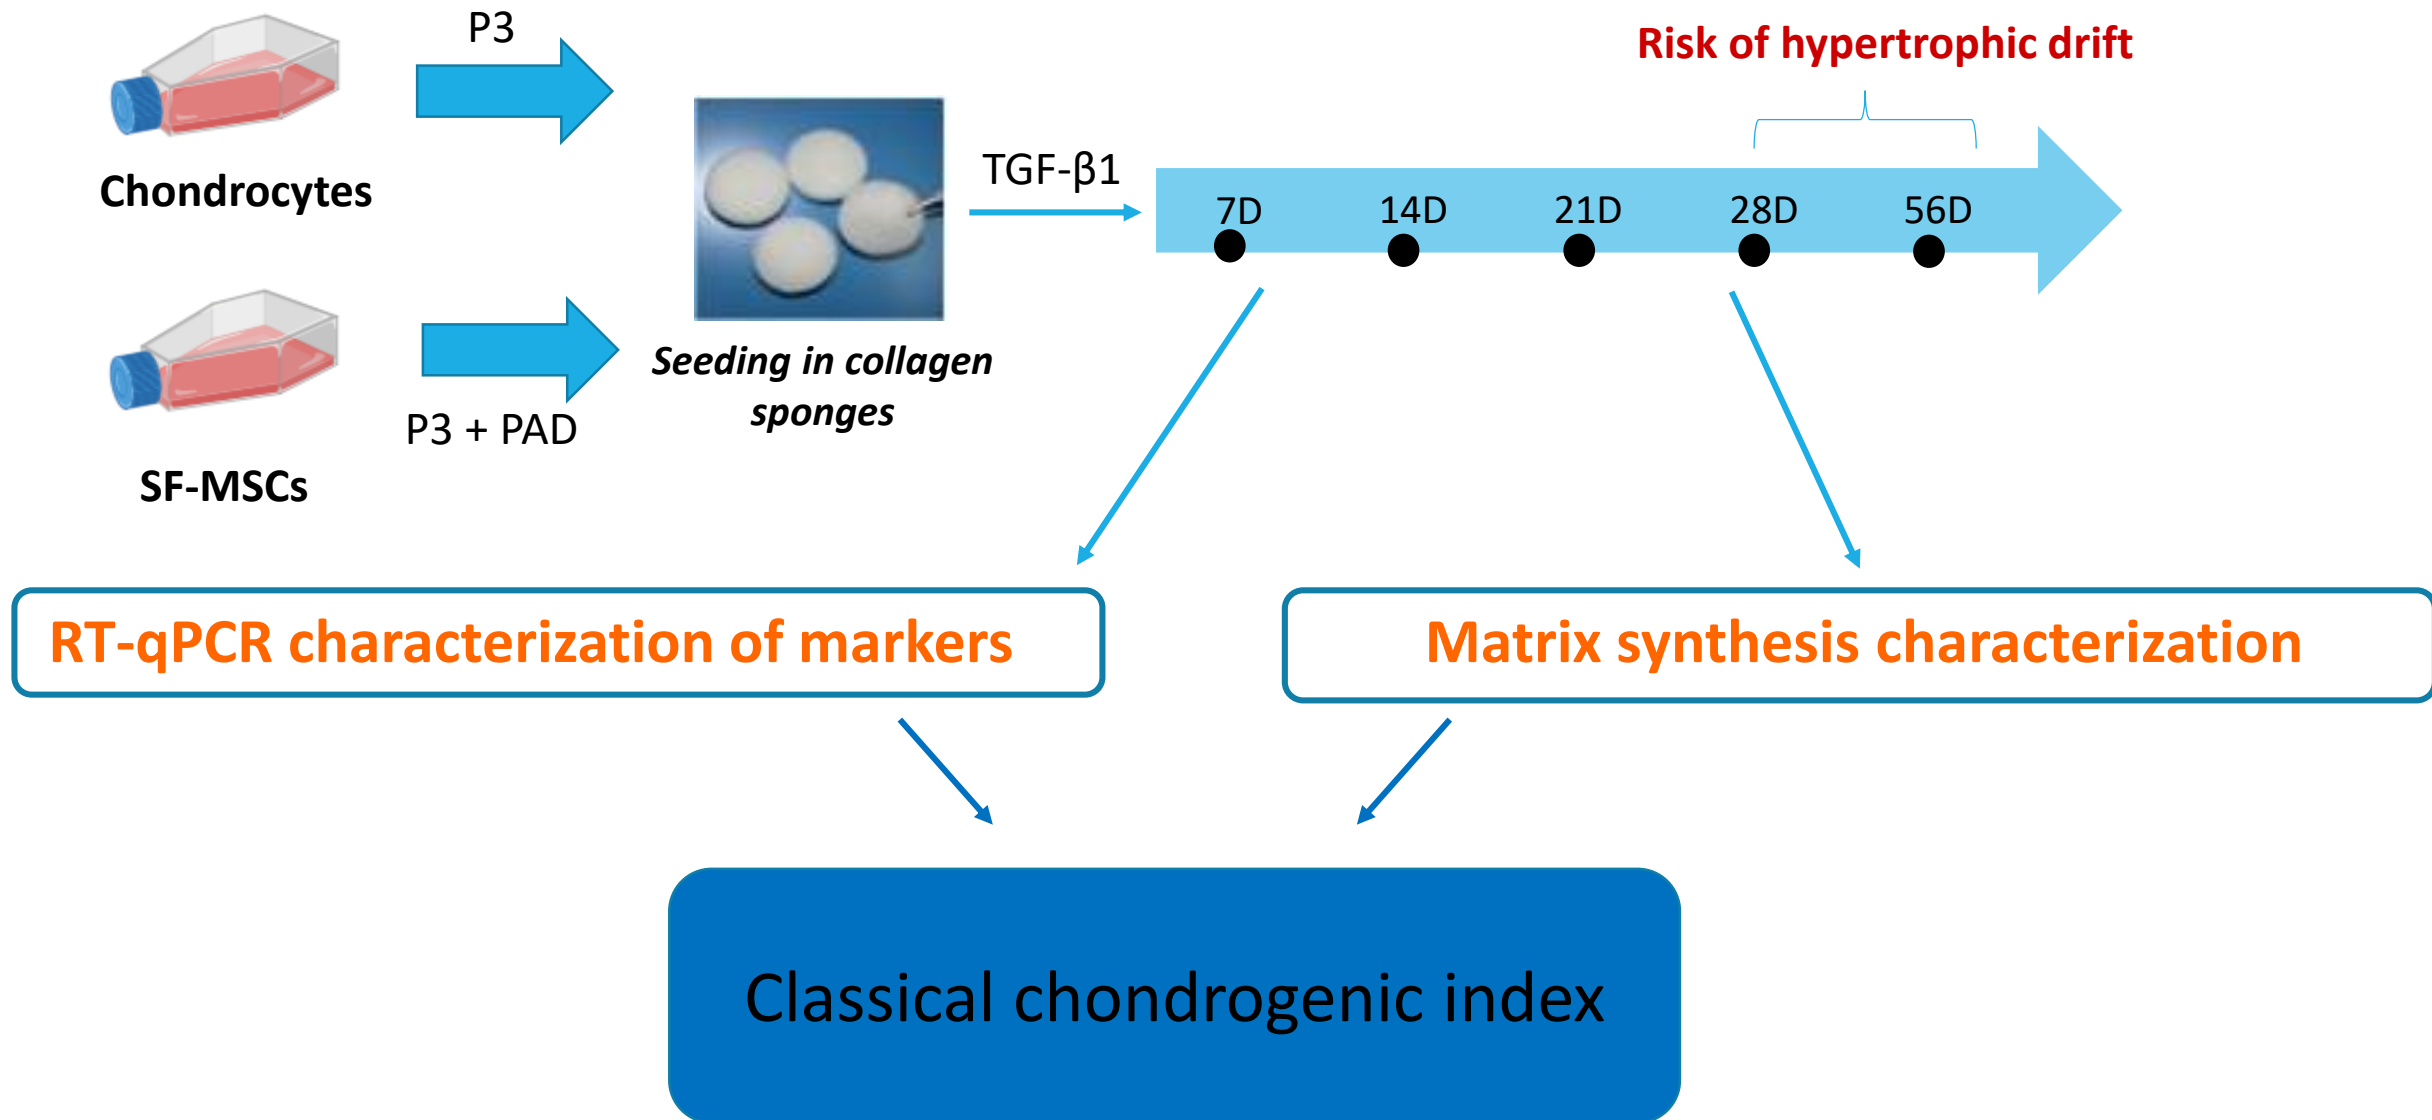 P3
Chondrocytes
P3 + PAD
SF-MSCs
Seeding in collagen
sponges
TGF-β1
Risk of hypertrophic drift
7D 14D 21D 28D 56D
RT-qPCR characterization of markers
Matrix synthesis characterization
Classical chondrogenic index